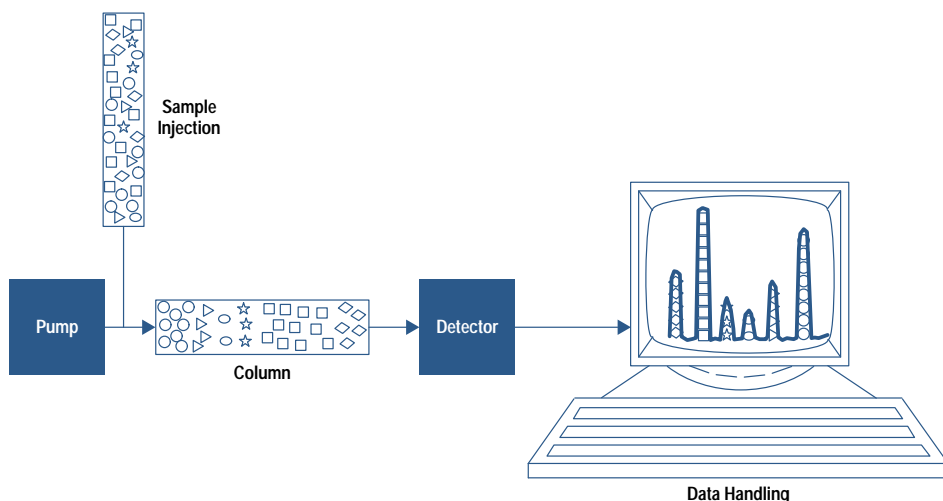 Sample
Injection
Pump
Detector
Column
Data Handling